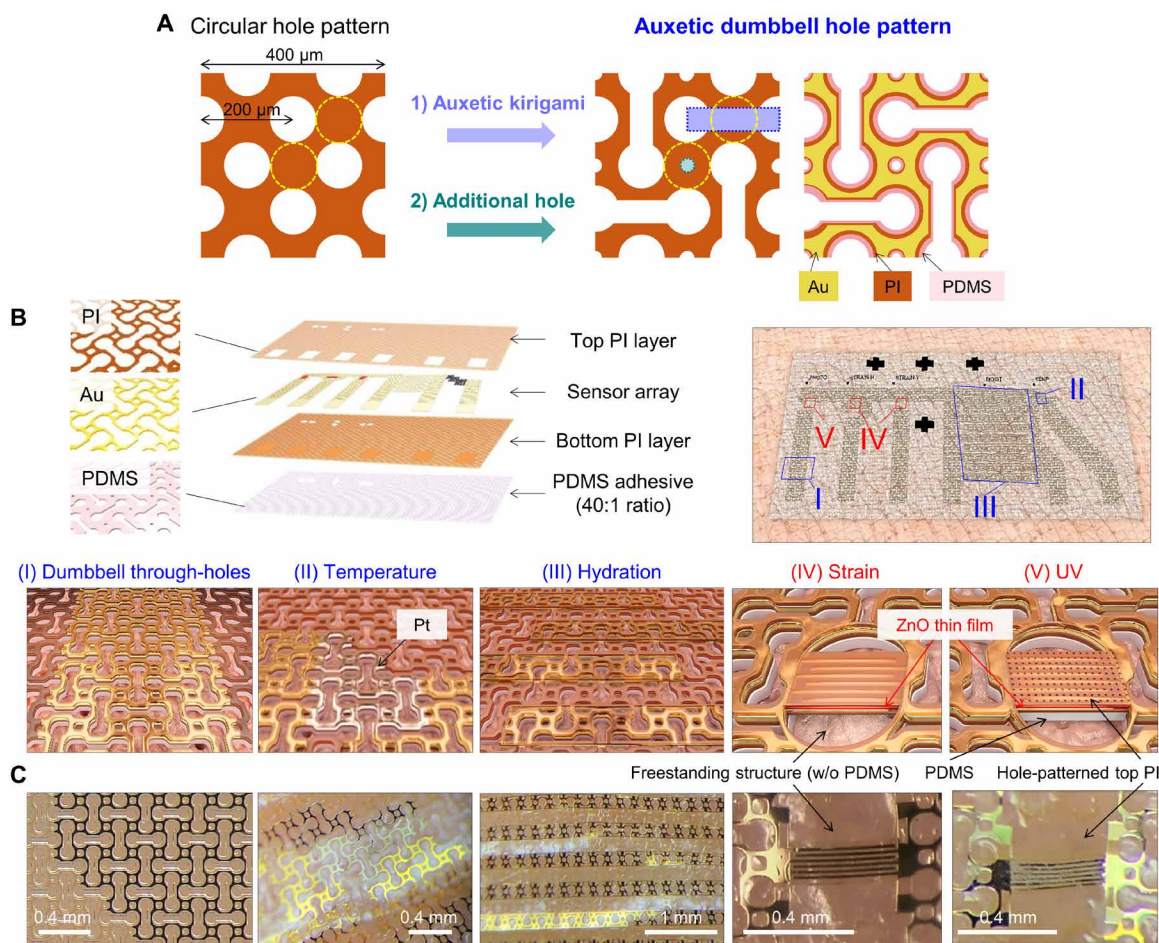 A
Circular hole pattern
Auxetic dumbbell hole pattern
400 µm
200 µm
1) Auxetic kirigami
2) Additional hole
Au
PI
PDMS
B
PI
Au
PDMS
Top PI layer
Sensor array
Bottom PI layer
PDMS adhesive
(40:1 ratio)
MOIST
TEMP
V
IV
II
I
III
(I) Dumbbell through-holes
(II) Temperature
(III) Hydration
(IV) Strain
(V) UV
Pt
ZnO thin film
Freestanding structure (w/o PDMS)
PDMS
Hole-patterned top PI
C
0.4 mm
0.4 mm
1 mm
0.4 mm
0.4 mm